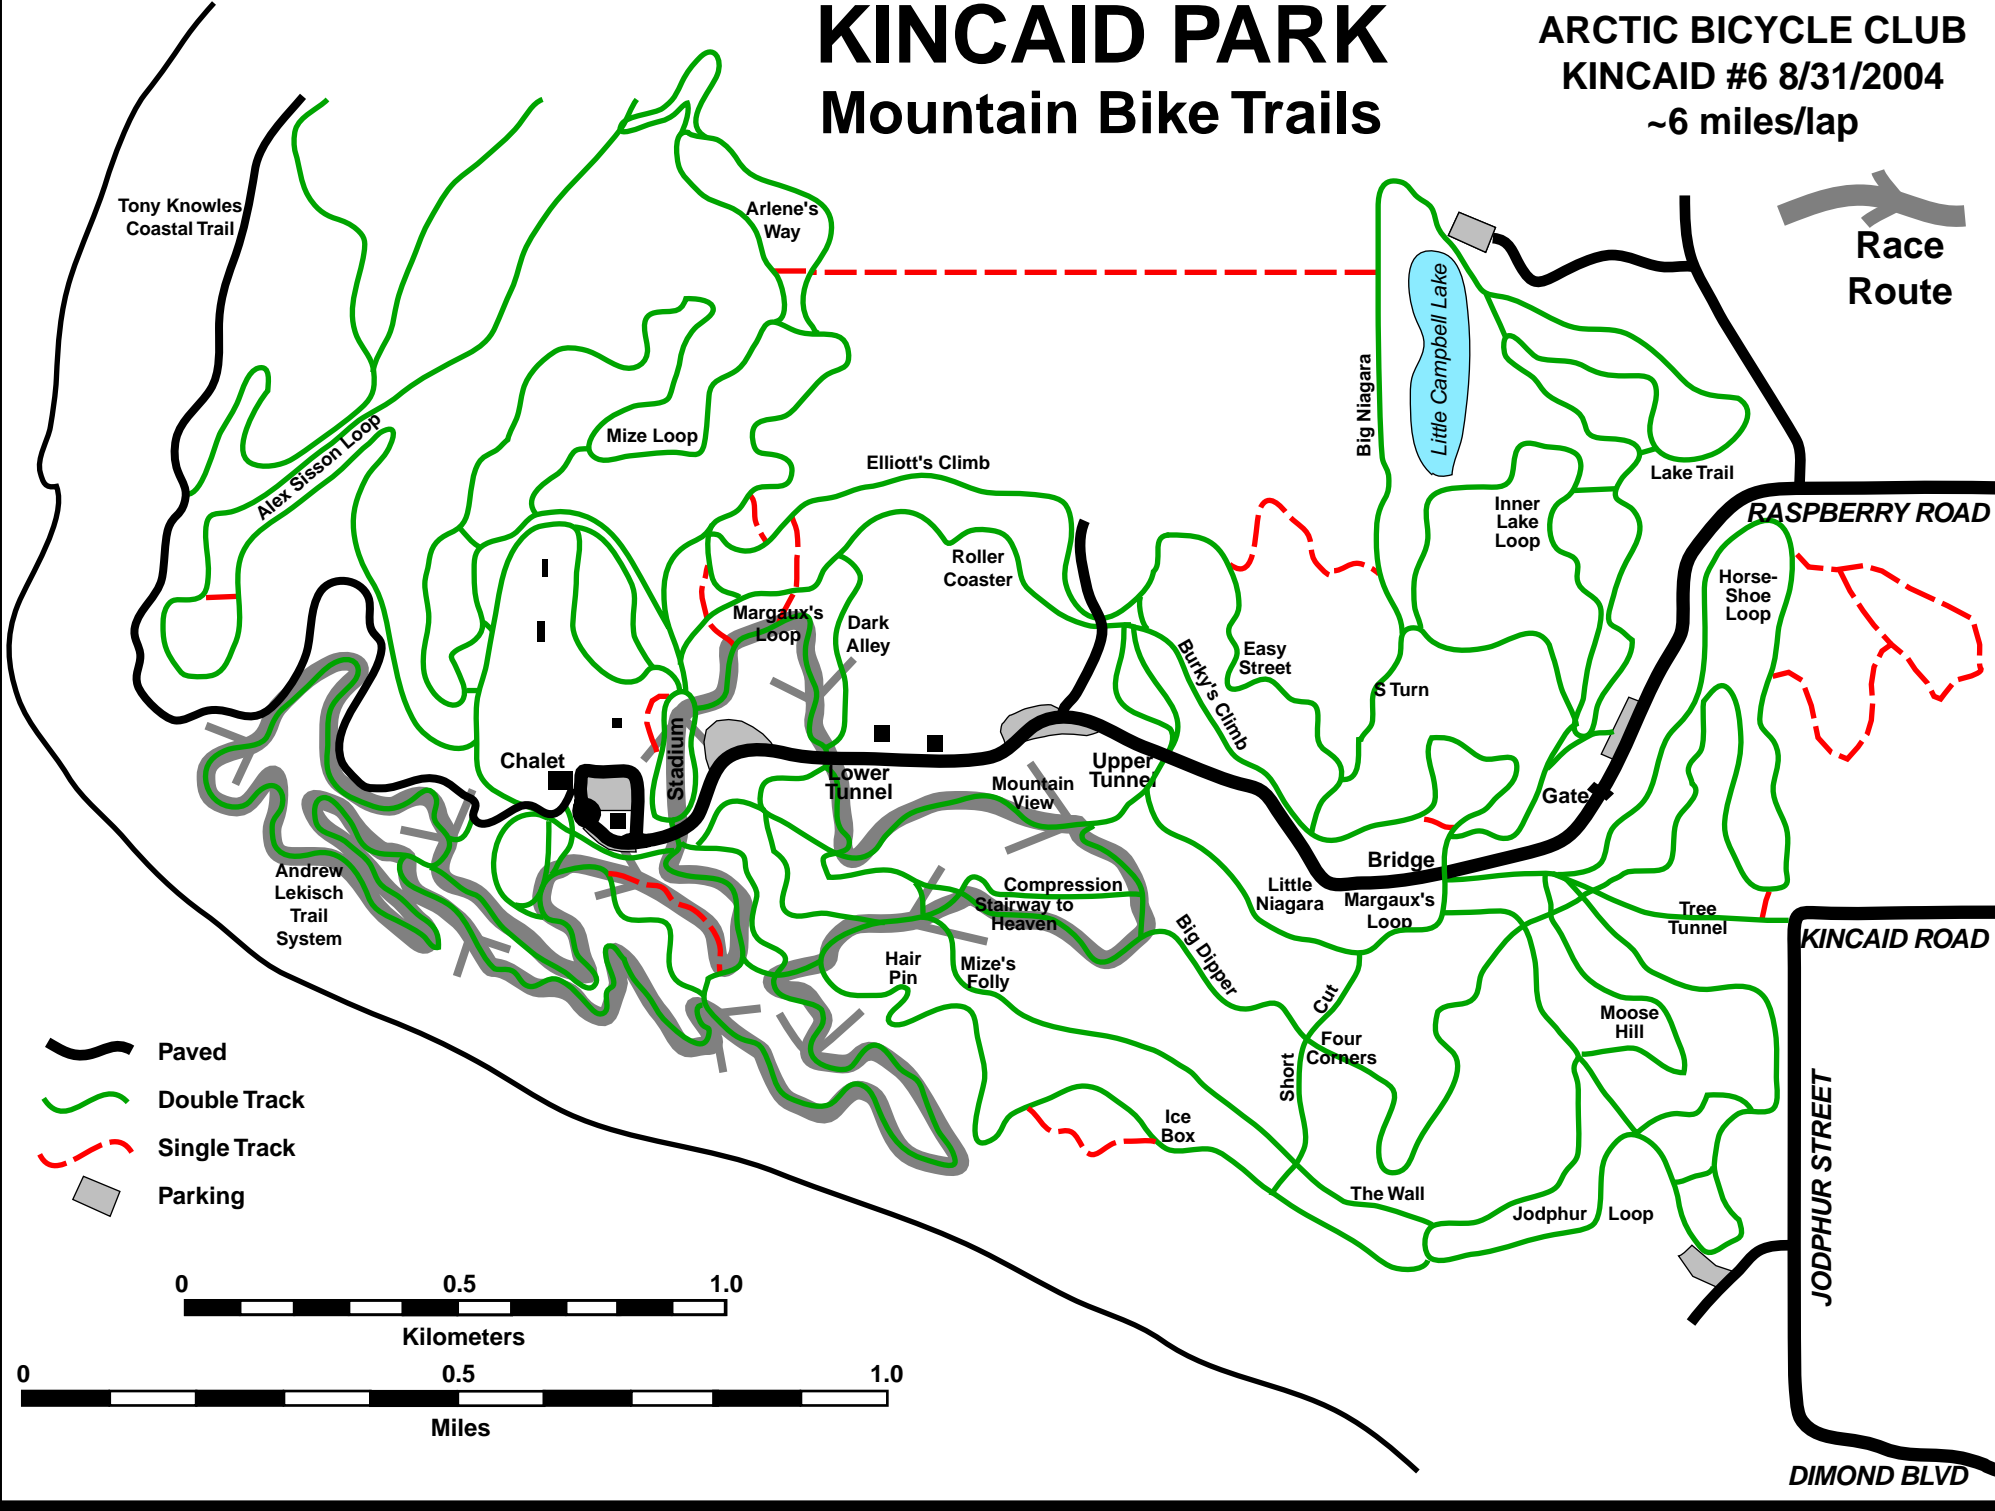 KINCAID PARK
Mountain Bike Trails
ARCTIC BICYCLE CLUB
KINCAID #6 8/31/2004
~6 miles/lap
Race
Route
Tony Knowles
Coastal Trail
Arlene's
Way
Little Campbell Lake
Big Niagara
Mize Loop
Alex Sisson Loop
Elliott's Climb
Lake Trail
Inner
Lake
Loop
RASPBERRY ROAD
Roller
Coaster
Horse-
Shoe
Loop
Margaux's
Loop
Dark
Alley
Easy
Street
Burky's Climb
S Turn
Stadium
Chalet
Lower
Tunnel
Mountain
View
Upper
Tunnel
Gate
Bridge
Andrew
Lekisch
Trail
System
Compression
Stairway to
Heaven
Little
Niagara
Margaux's
Loop
Tree
Tunnel
KINCAID ROAD
Big Dipper
Hair
Pin
Mize's
Folly
Short
Cut
Four
Corners
Moose
Hill
Ice
Box
The Wall
Jodphur
Loop
JODPHUR STREET
DIMOND BLVD
Paved
Double Track
Single Track
Parking
0 0.5 1.0
Kilometers
0 0.5 1.0
Miles